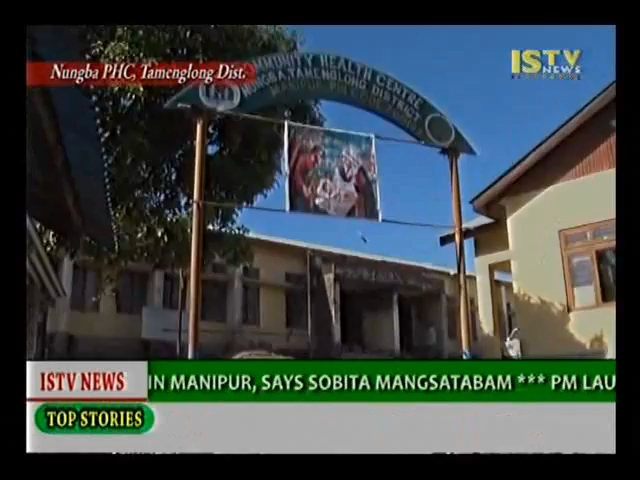 Nungba PHC, Tamenglong Dist.
ISTV
NEWS
COMMUNITY HEALTH CENTRE
NUNGBA, TAMENGLONG DISTRICT
ISTV NEWS
IN MANIPUR, SAYS SOBITA MANGSATABAM *** PM LAU
TOP STORIES